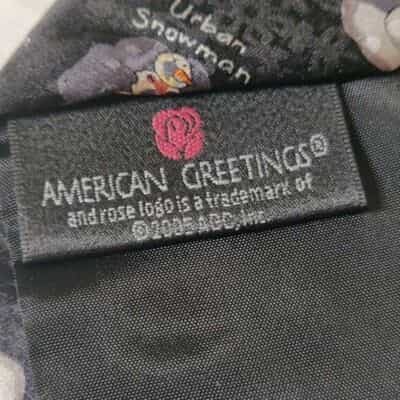 Urban
Snowman
AMERICAN GREETINGS®
and rose logo is a trademark of
©2005 AGC, Inc.